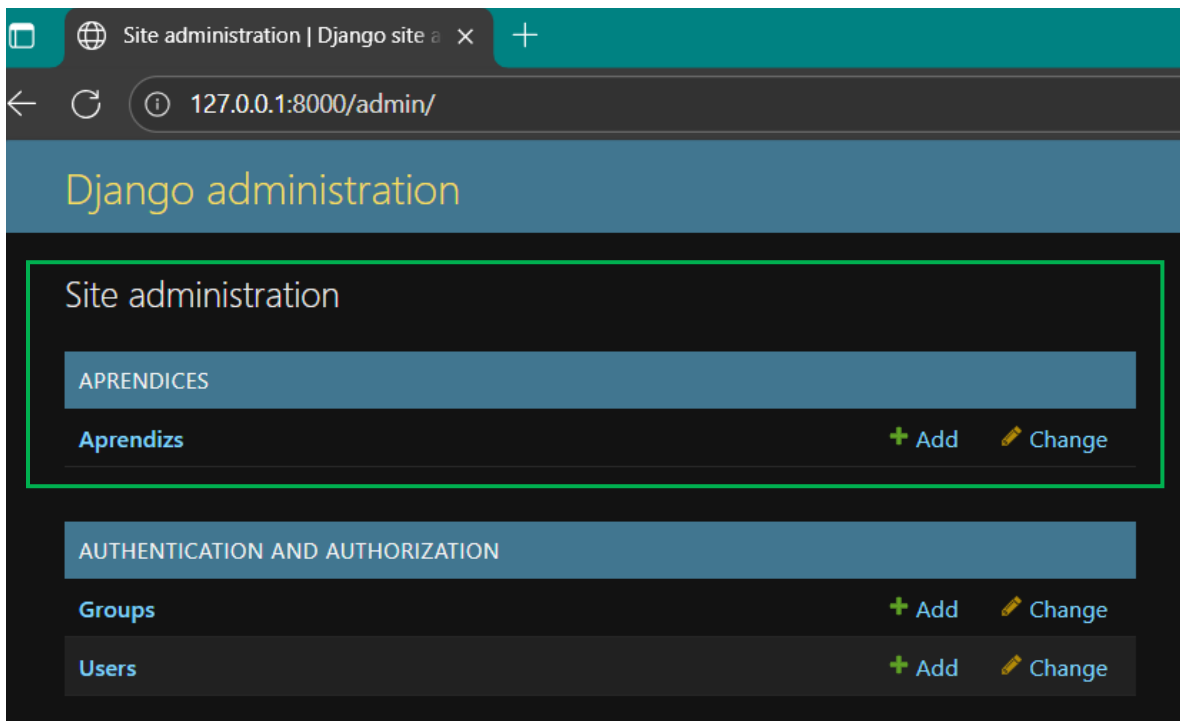 Site administration | Django site a
127.0.0.1:8000/admin/
Django administration
Site administration
APRENDICES
Aprendizs Add Change
AUTHENTICATION AND AUTHORIZATION
Groups Add Change
Users Add Change